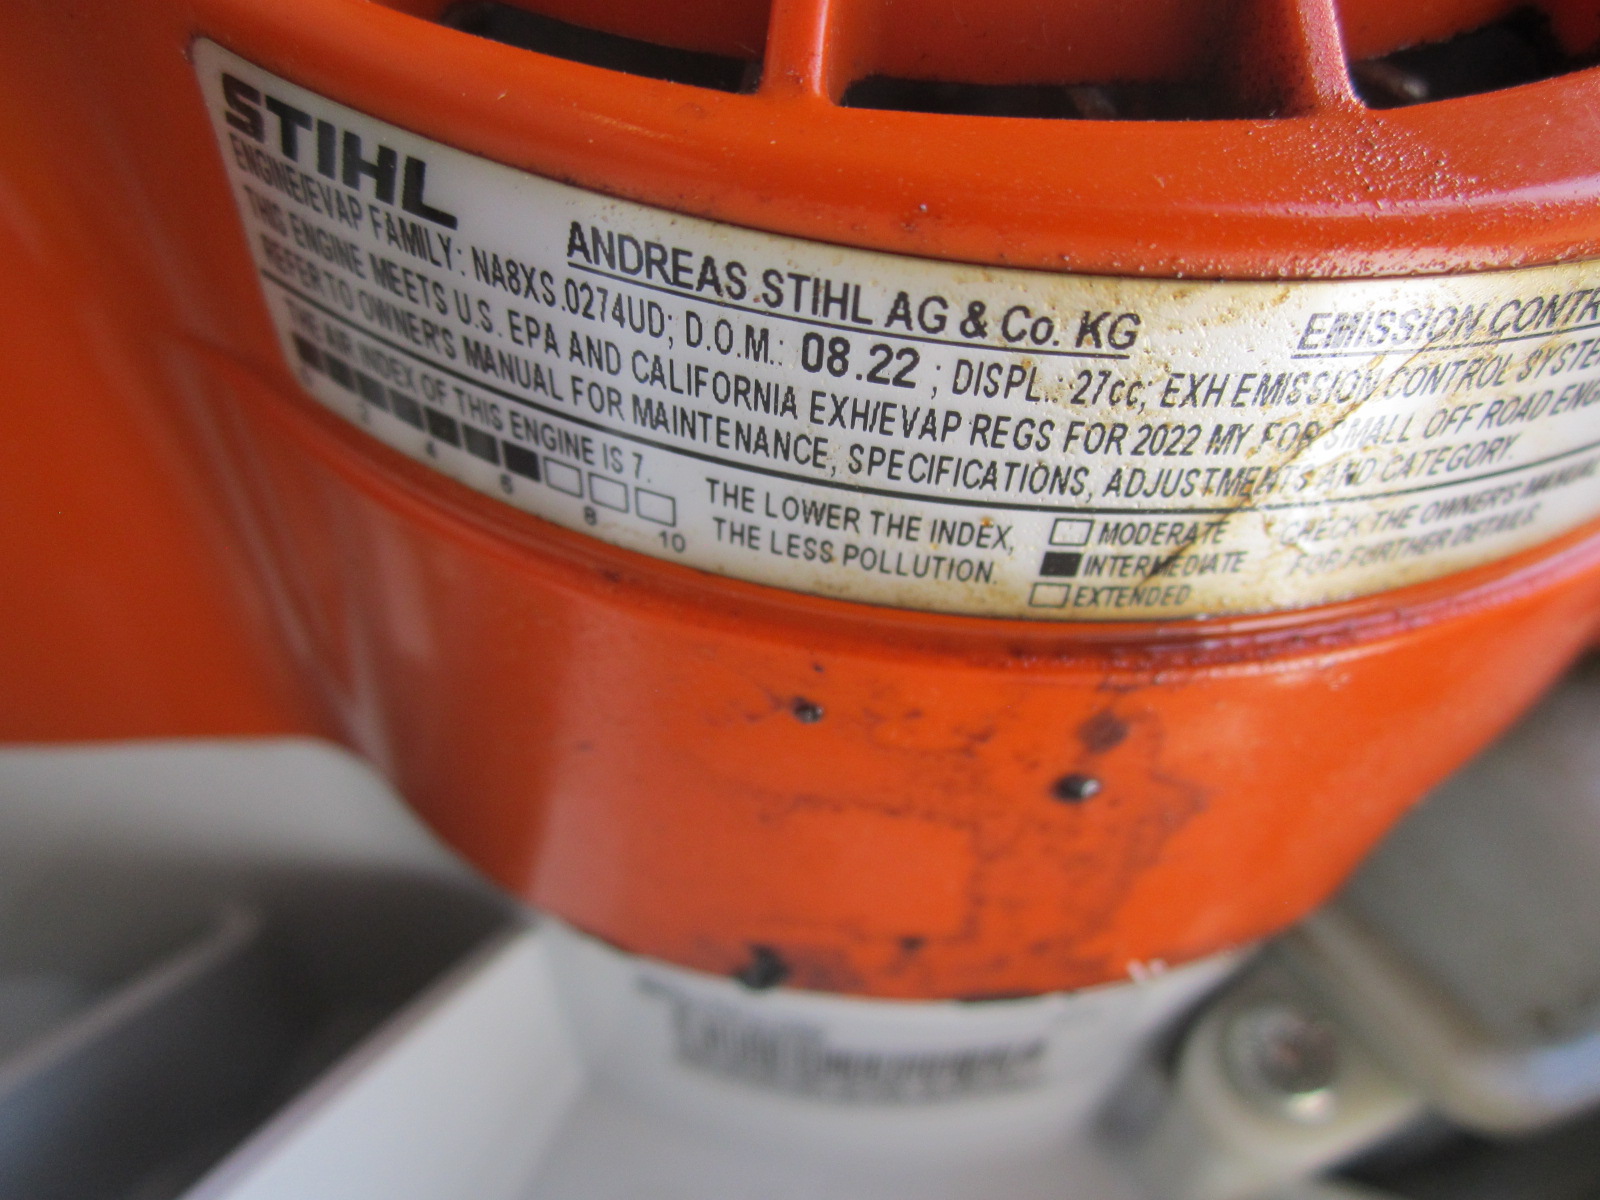 STIHL
ANDREAS STIHL AG & Co. KG
EMISSION CONTR
ENGINE/EVAP FAMILY: NA8XS.0274UD; D.O.M.: 08.22 ; DISPL.: 27cc; EXH EMISSION CONTROL SYSTE
THIS ENGINE MEETS U.S. EPA AND CALIFORNIA EXH/EVAP REGS FOR 2022 MY FOR SMALL OFF ROAD ENG
REFER TO OWNER'S MANUAL FOR MAINTENANCE, SPECIFICATIONS, ADJUSTMENTS AND CATEGORY.
THE AIR INDEX OF THIS ENGINE IS 7.
0 2 4 6 8 10
THE LOWER THE INDEX,
THE LESS POLLUTION.
MODERATE
INTERMEDIATE
EXTENDED
CHECK THE OWNER'S MANUAL
FOR FURTHER DETAILS.